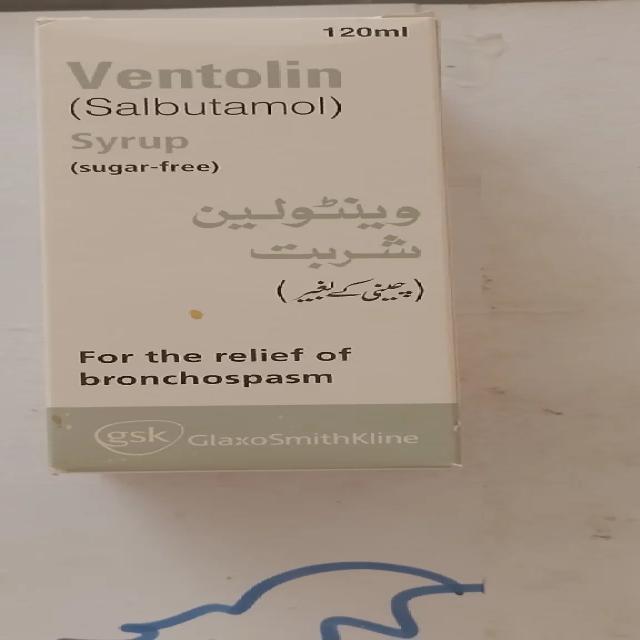 120ml
Ventolin
(Salbutamol)
Syrup
(sugar-free)
وینٹولین
شربت
(چینی کے بغیر)
For the relief of
bronchospasm
gsk GlaxoSmithKline